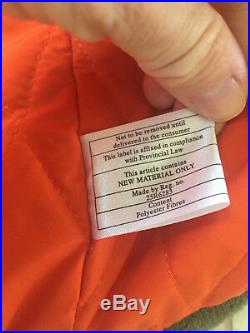 Not to be removed until
delivered to the consumer
This label is affixed in compliance
with Provincial Law
This article contains
NEW MATERIAL ONLY
Made by Reg. no.
Content
Polyester Fibres